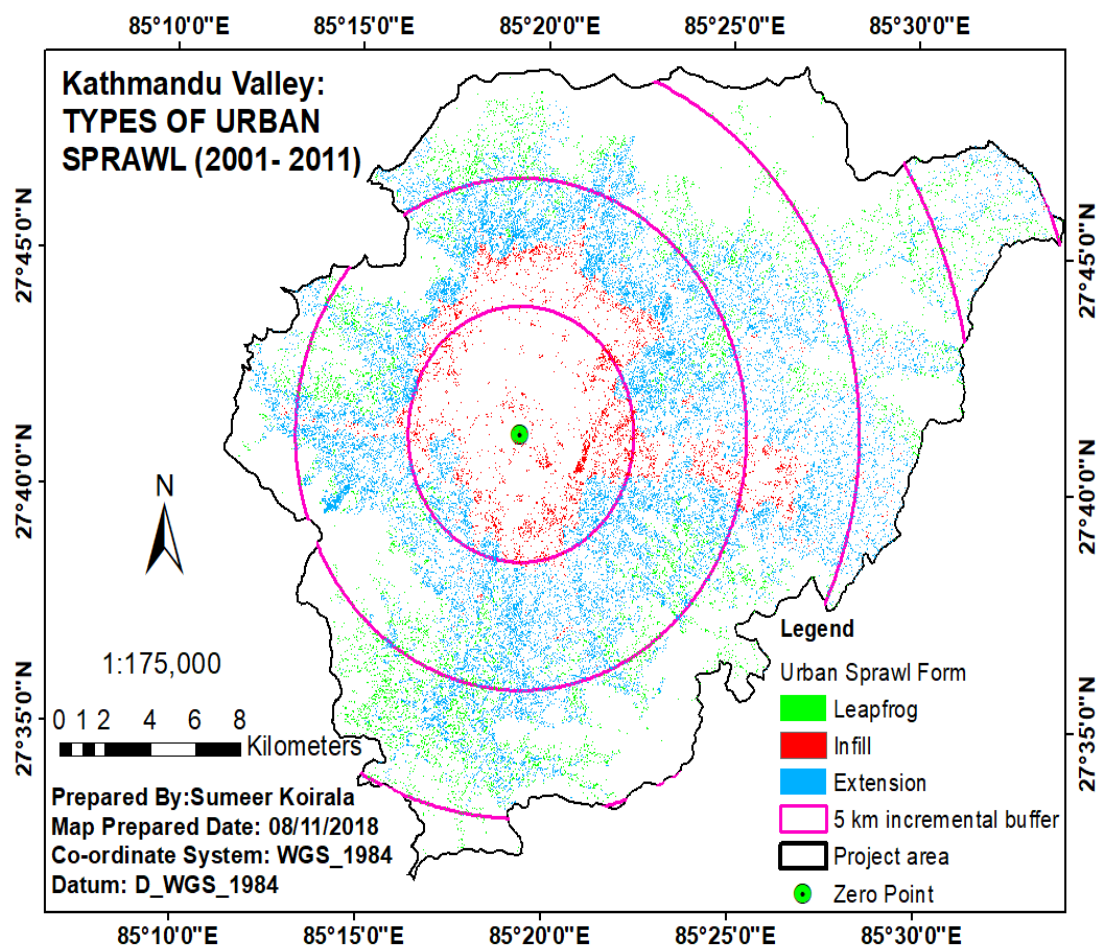 85°10'0"E 85°15'0"E 85°20'0"E 85°25'0"E 85°30'0"E
Kathmandu Valley:
TYPES OF URBAN
SPRAWL (2001- 2011)
27°45'0"N
27°45'0"N
27°40'0"N
27°40'0"N
N
1:175,000
0 1 2 4 6 8
Kilometers
27°35'0"N
27°35'0"N
Prepared By:Sumeer Koirala
Map Prepared Date: 08/11/2018
Co-ordinate System: WGS_1984
Datum: D_WGS_1984
Legend
Urban Sprawl Form
Leapfrog
Infill
Extension
5 km incremental buffer
Project area
Zero Point
85°10'0"E 85°15'0"E 85°20'0"E 85°25'0"E 85°30'0"E